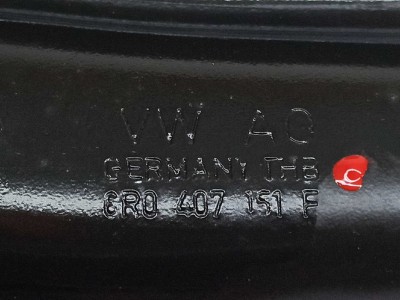 VW AG
GERMANY THB
6R0 407 151 F